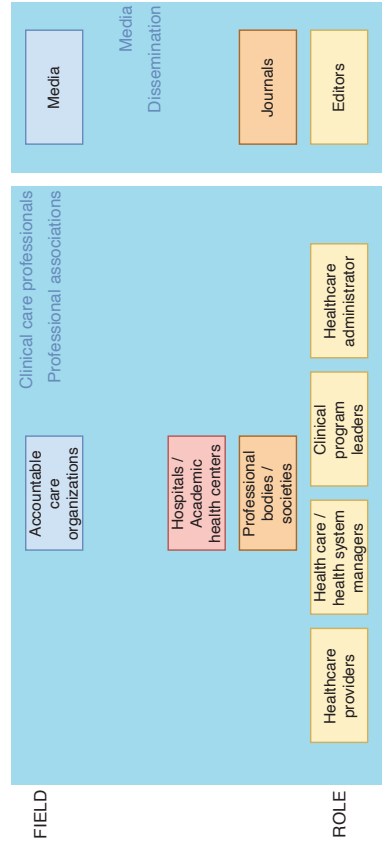 FIELD
ROLE
Clinical care professionals
Professional associations
Accountable
care
organizations
Hospitals /
Academic
health centers
Professional
bodies /
societies
Healthcare
providers
Health care /
health system
managers
Clinical
program
leaders
Healthcare
administrator
Media
Dissemination
Media
Journals
Editors